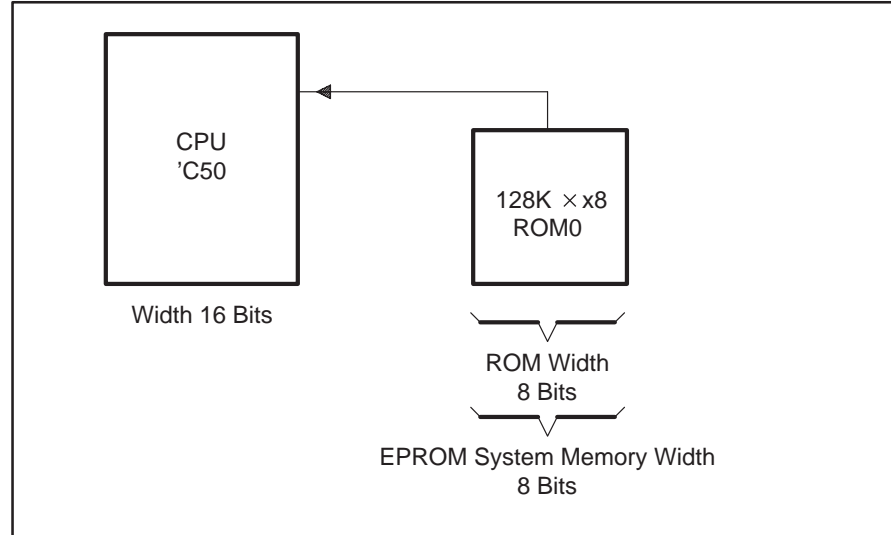 CPU
'C50
128K × x8
ROM0
Width 16 Bits
ROM Width
8 Bits
EPROM System Memory Width
8 Bits